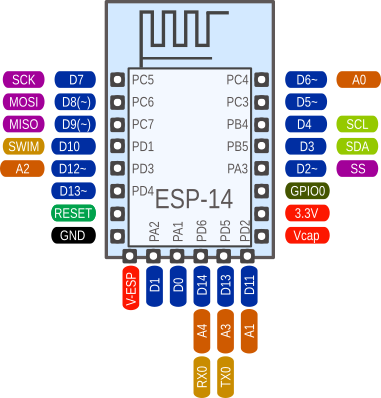 SCK D7 PC5 PC4 D6~ A0
MOSI D8(~) PC6 PC3 D5~
MISO D9(~) PC7 PB4 D4 SCL
SWIM D10 PD1 PB5 D3 SDA
A2 D12~ PD3 PA3 D2~ SS
D13~ PD4 GPIO0
ESP-14
RESET 3.3V
GND Vcap
PA2 PA1 PD6 PD5 PD2
V-ESP D1 D0 D14 D13 D11
A4 A3 A1
RX0 TX0